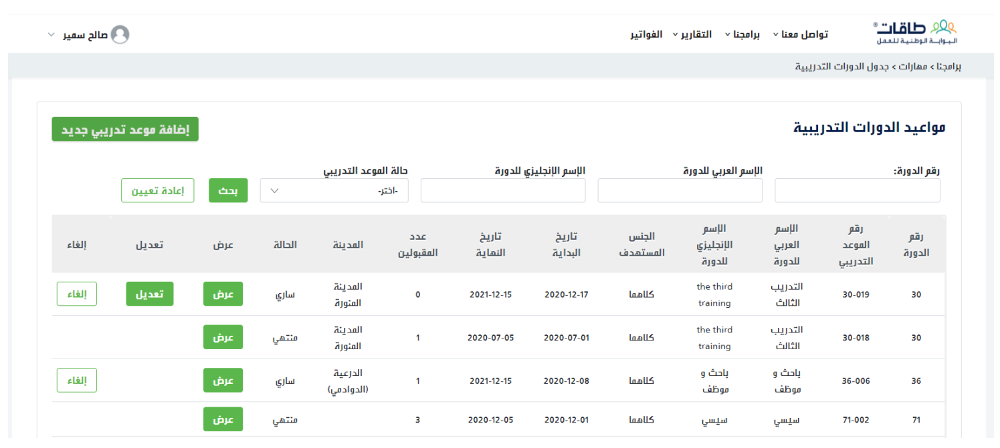 طاقات®
البوابة الوطنية للعمل
تواصل معنا
برامجنا
التقارير
الفواتير
صالح سمير
برامجنا > مهارات > جدول الدورات التدريبية
مواعيد الدورات التدريبية
إضافة موعد تدريبي جديد
رقم الدورة:
الإسم العربي للدورة
الإسم الإنجليزي للدورة
حالة الموعد التدريبي
-أختر-
بحث
إعادة تعيين
رقم الدورة
رقم الموعد التدريبي
الإسم العربي للدورة
الإسم الإنجليزي للدورة
الجنس المستهدف
تاريخ البداية
تاريخ النهاية
عدد المقبولين
المدينة
الحالة
عرض
تعديل
إلغاء
30 30-019 التدريب الثالث the third training كلاهما 2020-12-17 2021-12-15 0 المدينة المنورة ساري عرض تعديل إلغاء
30 30-018 التدريب الثالث the third training كلاهما 2020-07-01 2020-07-05 1 المدينة المنورة منتهي عرض
36 36-006 باحث و موظف باحث و موظف كلاهما 2020-12-08 2021-12-15 1 الدرعية (الدوادمي) ساري عرض إلغاء
71 71-002 سيسي سيسي كلاهما 2020-12-01 2020-12-05 3 منتهي عرض